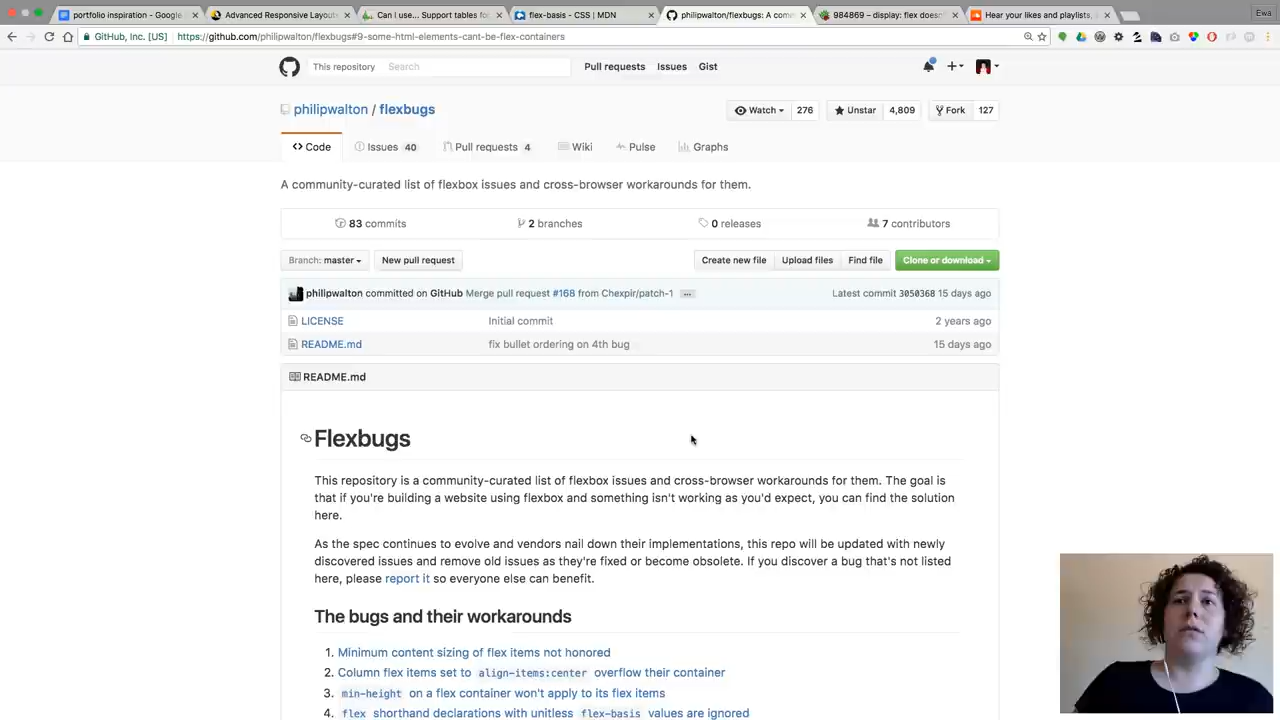 portfolio inspiration - Google
Advanced Responsive Layout
Can I use... Support tables for
flex-basis - CSS | MDN
philipwalton/flexbugs: A com
984869 – display: flex doesn
Hear your likes and playlists,
Ewa
GitHub, Inc. [US]
https://github.com/philipwalton/flexbugs#9-some-html-elements-cant-be-flex-containers
This repository
Search
Pull requests
Issues
Gist
philipwalton / flexbugs
Watch
276
Unstar
4,809
Fork
127
Code
Issues 40
Pull requests 4
Wiki
Pulse
Graphs
A community-curated list of flexbox issues and cross-browser workarounds for them.
83 commits
2 branches
0 releases
7 contributors
Branch: master
New pull request
Create new file
Upload files
Find file
Clone or download
philipwalton committed on GitHub Merge pull request #168 from Chexpir/patch-1 ...
Latest commit 3050368 15 days ago
LICENSE
Initial commit
2 years ago
README.md
fix bullet ordering on 4th bug
15 days ago
README.md
Flexbugs
This repository is a community-curated list of flexbox issues and cross-browser workarounds for them. The goal is
that if you're building a website using flexbox and something isn't working as you'd expect, you can find the solution
here.
As the spec continues to evolve and vendors nail down their implementations, this repo will be updated with newly
discovered issues and remove old issues as they're fixed or become obsolete. If you discover a bug that's not listed
here, please report it so everyone else can benefit.
The bugs and their workarounds
1. Minimum content sizing of flex items not honored
2. Column flex items set to align-items:center overflow their container
3. min-height on a flex container won't apply to its flex items
4. flex shorthand declarations with unitless flex-basis values are ignored